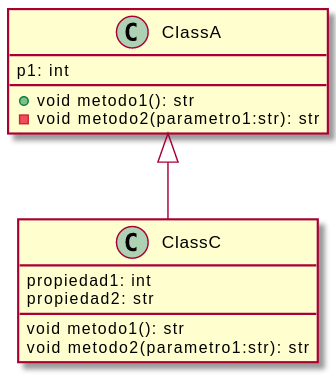 C ClassA
p1: int
void metodo1(): str
void metodo2(parametro1:str): str
C ClassC
propiedad1: int
propiedad2: str
void metodo1(): str
void metodo2(parametro1:str): str